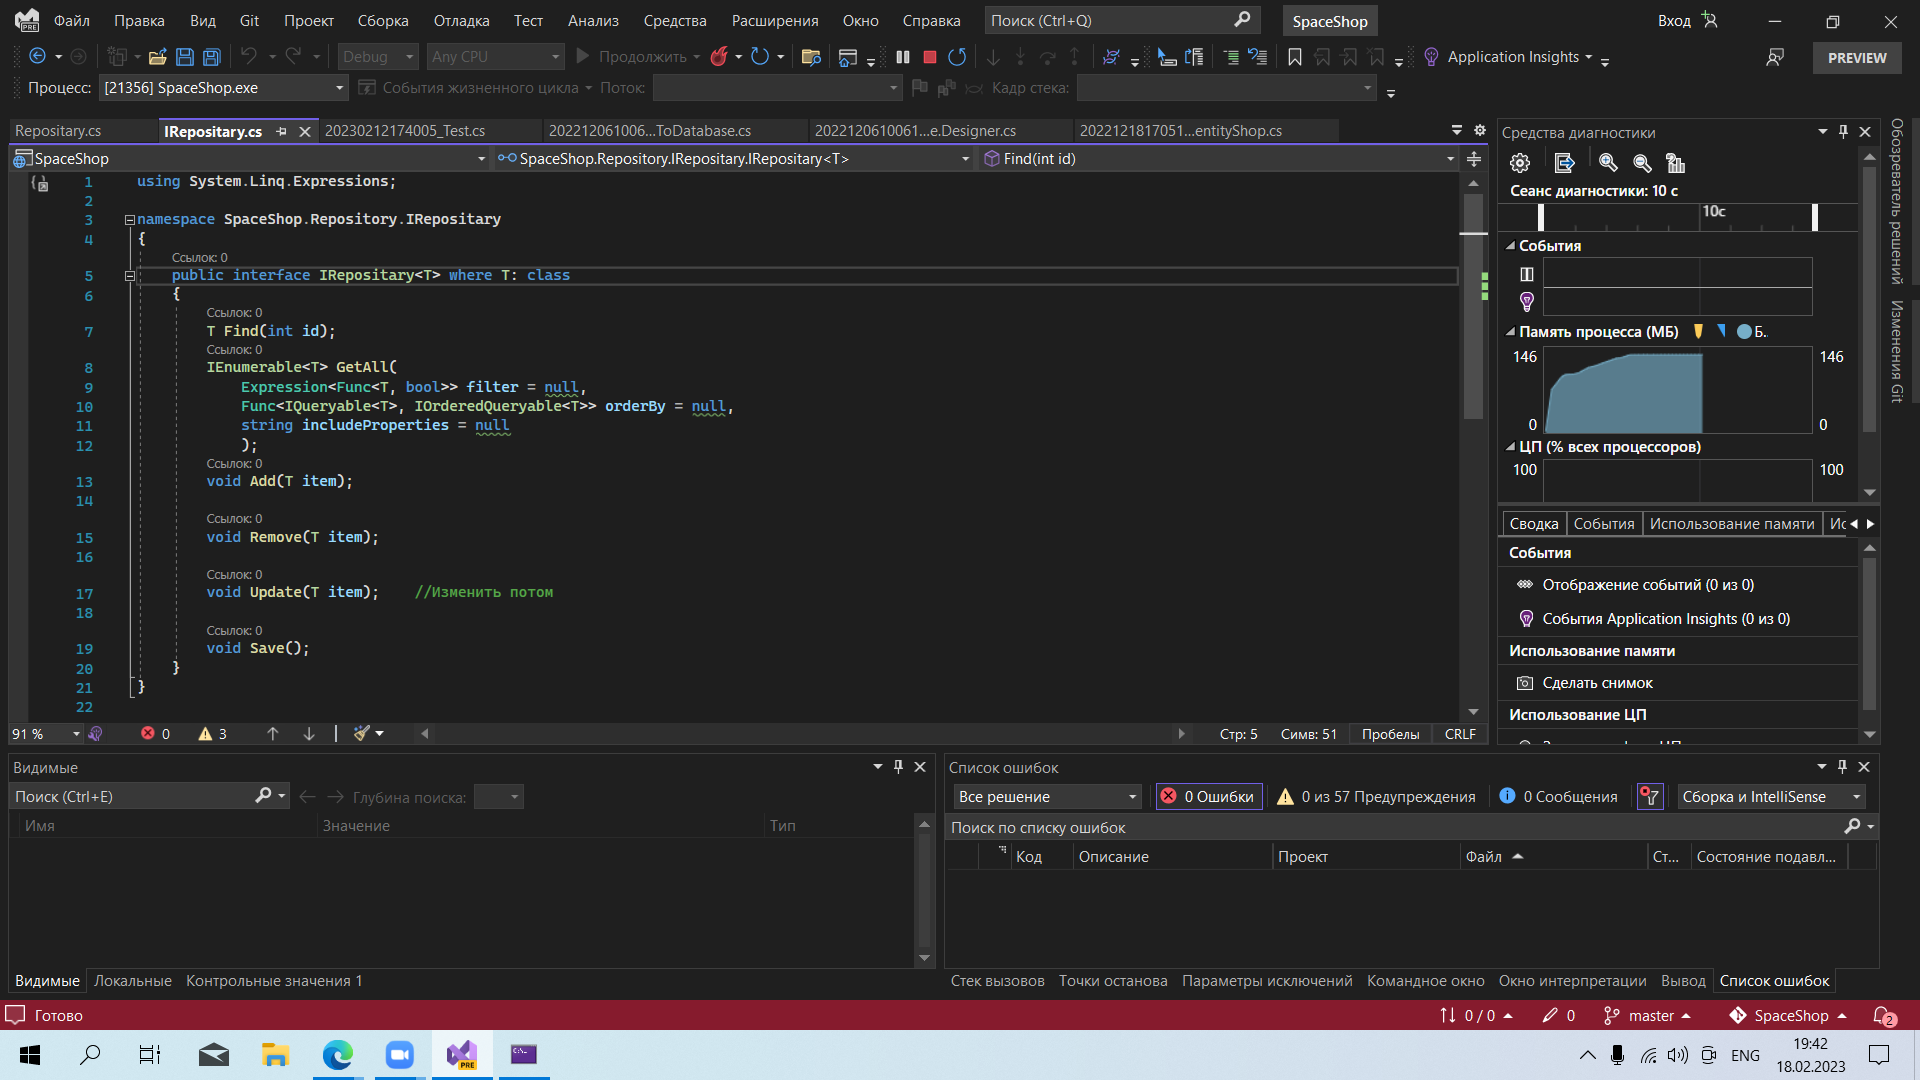 Файл Правка Вид Git Проект Сборка Отладка Тест Анализ Средства Расширения Окно Справка Поиск (Ctrl+Q) SpaceShop Вход
Debug Any CPU Продолжить Application Insights PREVIEW
Процесс: [21356] SpaceShop.exe События жизненного цикла Поток: Кадр стека:
Repositary.cs IRepositary.cs 20230212174005_Test.cs 202212061006...ToDatabase.cs 2022120610061...e.Designer.cs 2022121817051...entityShop.cs
SpaceShop SpaceShop.Repository.IRepositary.IRepositary<T> Find(int id)
1 using System.Linq.Expressions;
2
3 namespace SpaceShop.Repository.IRepositary
4 {
Ссылок: 0
5 public interface IRepositary<T> where T: class
6 {
Ссылок: 0
7 T Find(int id);
Ссылок: 0
8 IEnumerable<T> GetAll(
9 Expression<Func<T, bool>> filter = null,
10 Func<IQueryable<T>, IOrderedQueryable<T>> orderBy = null,
11 string includeProperties = null
12 );
Ссылок: 0
13 void Add(T item);
14
Ссылок: 0
15 void Remove(T item);
16
Ссылок: 0
17 void Update(T item); //Изменить потом
18
Ссылок: 0
19 void Save();
20 }
21 }
22
91 % 0 3 Стр: 5 Симв: 51 Пробелы CRLF
Средства диагностики
Сеанс диагностики: 10 с
10с
События
Память процесса (МБ) Б..
146 146
0 0
ЦП (% всех процессоров)
100 100
Сводка События Использование памяти Ис
События
Отображение событий (0 из 0)
События Application Insights (0 из 0)
Использование памяти
Сделать снимок
Использование ЦП
Обозреватель решений
Изменения Git
Видимые
Поиск (Ctrl+E) Глубина поиска:
Имя Значение Тип
Видимые Локальные Контрольные значения 1
Список ошибок
Все решение 0 Ошибки 0 из 57 Предупреждения 0 Сообщения Сборка и IntelliSense
Поиск по списку ошибок
Код Описание Проект Файл Ст... Состояние подавл...
Стек вызовов Точки останова Параметры исключений Командное окно Окно интерпретации Вывод Список ошибок
Готово 0 / 0 0 master SpaceShop 2
PRE ENG 19:42
18.02.2023